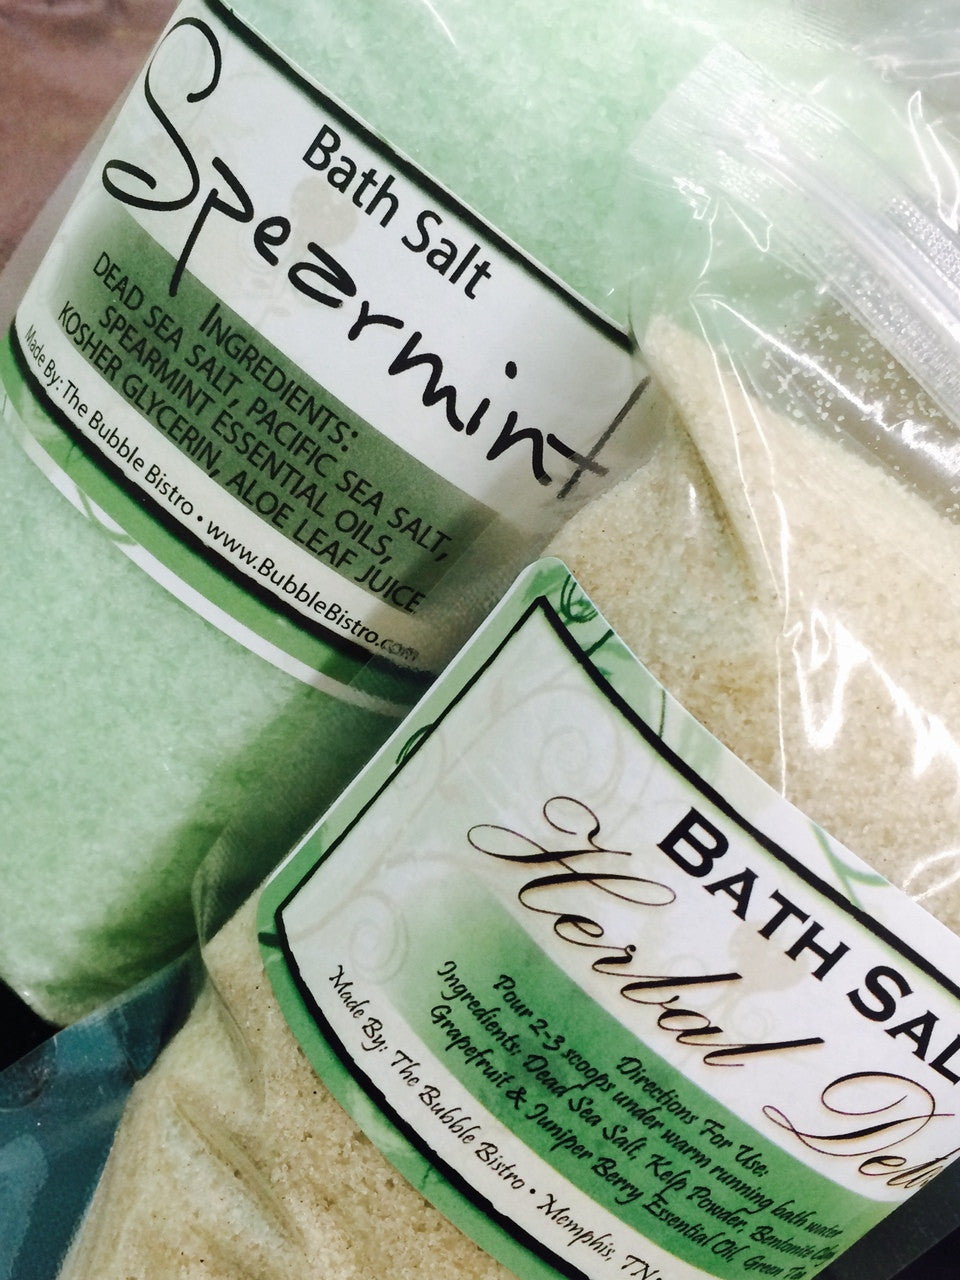 Bath Salt
Spearmint
INGREDIENTS:
DEAD SEA SALT, PACIFIC SEA SALT,
SPEARMINT ESSENTIAL OILS,
KOSHER GLYCERIN, ALOE LEAF JUICE
Made By: The Bubble Bistro • www.BubbleBistro.com
BATH SAL
Herbal Det
Directions For Use:
Pour 2-3 scoops under warm running bath water
Ingredients: Dead Sea Salt, Kelp Powder, Bentonite Clay
Grapefruit & Juniper Berry Essential Oil, Green
Made By: The Bubble Bistro • Memphis, TN